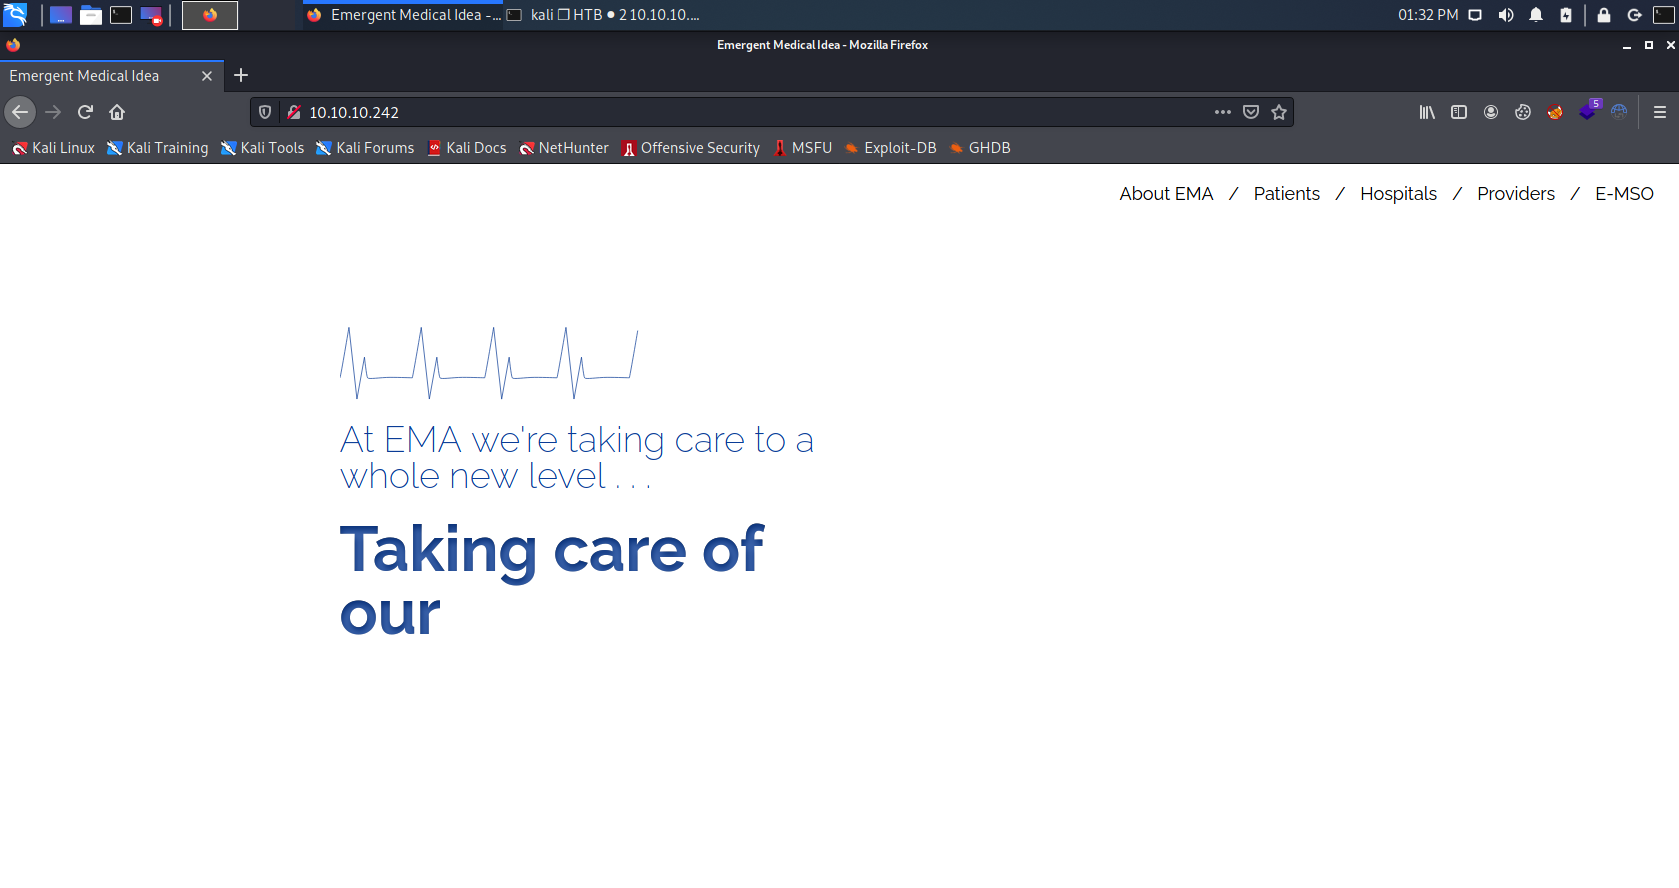 Emergent Medical Idea -... kali ❐ HTB ● 2 10.10.10.... 01:32 PM
Emergent Medical Idea - Mozilla Firefox
Emergent Medical Idea
10.10.10.242
5
Kali Linux Kali Training Kali Tools Kali Forums Kali Docs NetHunter Offensive Security MSFU Exploit-DB GHDB
About EMA / Patients / Hospitals / Providers / E-MSO
At EMA we're taking care to a
whole new level . . .
Taking care of
our